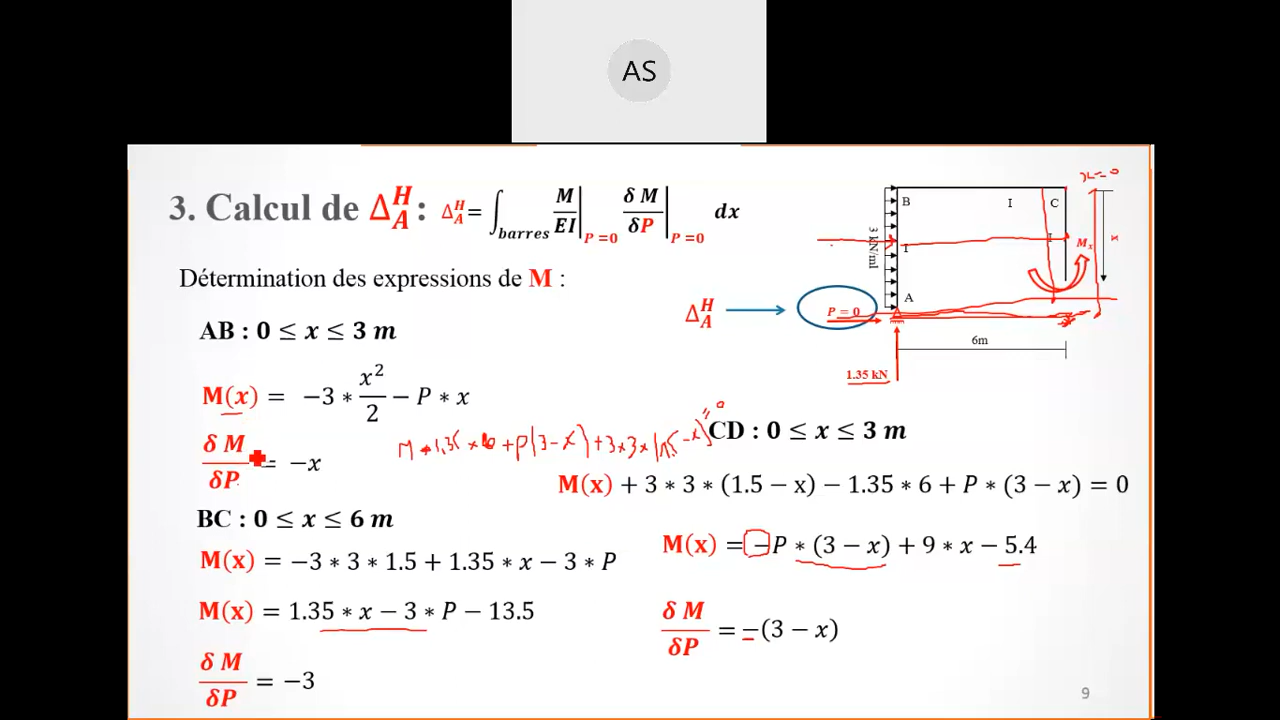 AS
3. Calcul de Δ_A^H : Δ_A^H = ∫_barres M/EI |_P=0 δM/δP |_P=0 dx
Détermination des expressions de M :
AB : 0 ≤ x ≤ 3 m
M(x) = −3 ∗ x²/2 − P ∗ x
δM/δP = −x
BC : 0 ≤ x ≤ 6 m
M(x) = −3 ∗ 3 ∗ 1.5 + 1.35 ∗ x − 3 ∗ P
M(x) = 1.35 ∗ x − 3 ∗ P − 13.5
δM/δP = −3
x=0
B
I
C
x
3 kN/ml
I
I
Mx
A
Δ_A^H
P = 0
6m
1.35 kN
CD : 0 ≤ x ≤ 3 m
M(x) + 3 ∗ 3 ∗ (1.5 − x) − 1.35 ∗ 6 + P ∗ (3 − x) = 0
M(x) = −P ∗ (3 − x) + 9 ∗ x − 5.4
δM/δP = −(3 − x)
9